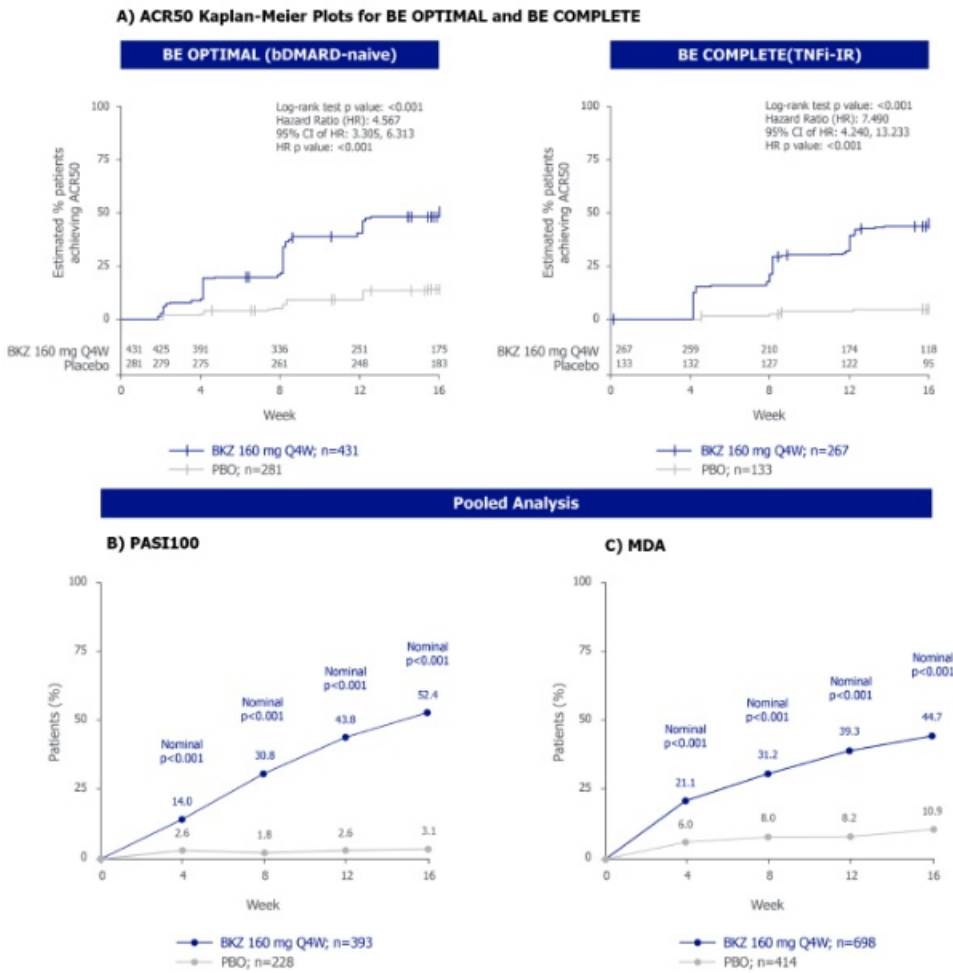 A) ACR50 Kaplan-Meier Plots for BE OPTIMAL and BE COMPLETE
BE OPTIMAL (bDMARD-naive)
Estimated % patients
achieving ACR50
100
75
50
25
0
Log-rank test p value: <0.001
Hazard Ratio (HR): 4.567
95% CI of HR: 3.305, 6.313
HR p value: <0.001
BKZ 160 mg Q4W 431 425 391 336 251 175
Placebo 281 279 275 261 248 183
0 4 8 12 16
Week
BKZ 160 mg Q4W; n=431
PBO; n=281
BE COMPLETE(TNFi-IR)
Estimated % patients
achieving ACR50
100
75
50
25
0
Log-rank test p value: <0.001
Hazard Ratio (HR): 7.490
95% CI of HR: 4.240, 13.233
HR p value: <0.001
BKZ 160 mg Q4W 267 259 210 174 118
Placebo 133 132 127 122 95
0 4 8 12 16
Week
BKZ 160 mg Q4W; n=267
PBO; n=133
Pooled Analysis
B) PASI100
Patients (%)
100
75
50
25
0
Nominal
p<0.001
Nominal
p<0.001
Nominal
p<0.001
Nominal
p<0.001
14.0 30.8 43.8 52.4
2.6 1.8 2.6 3.1
0 4 8 12 16
Week
BKZ 160 mg Q4W; n=393
PBO; n=228
C) MDA
Patients (%)
100
75
50
25
0
Nominal
p<0.001
Nominal
p<0.001
Nominal
p<0.001
Nominal
p<0.001
21.1 31.2 39.3 44.7
6.0 8.0 8.2 10.9
0 4 8 12 16
Week
BKZ 160 mg Q4W; n=698
PBO; n=414